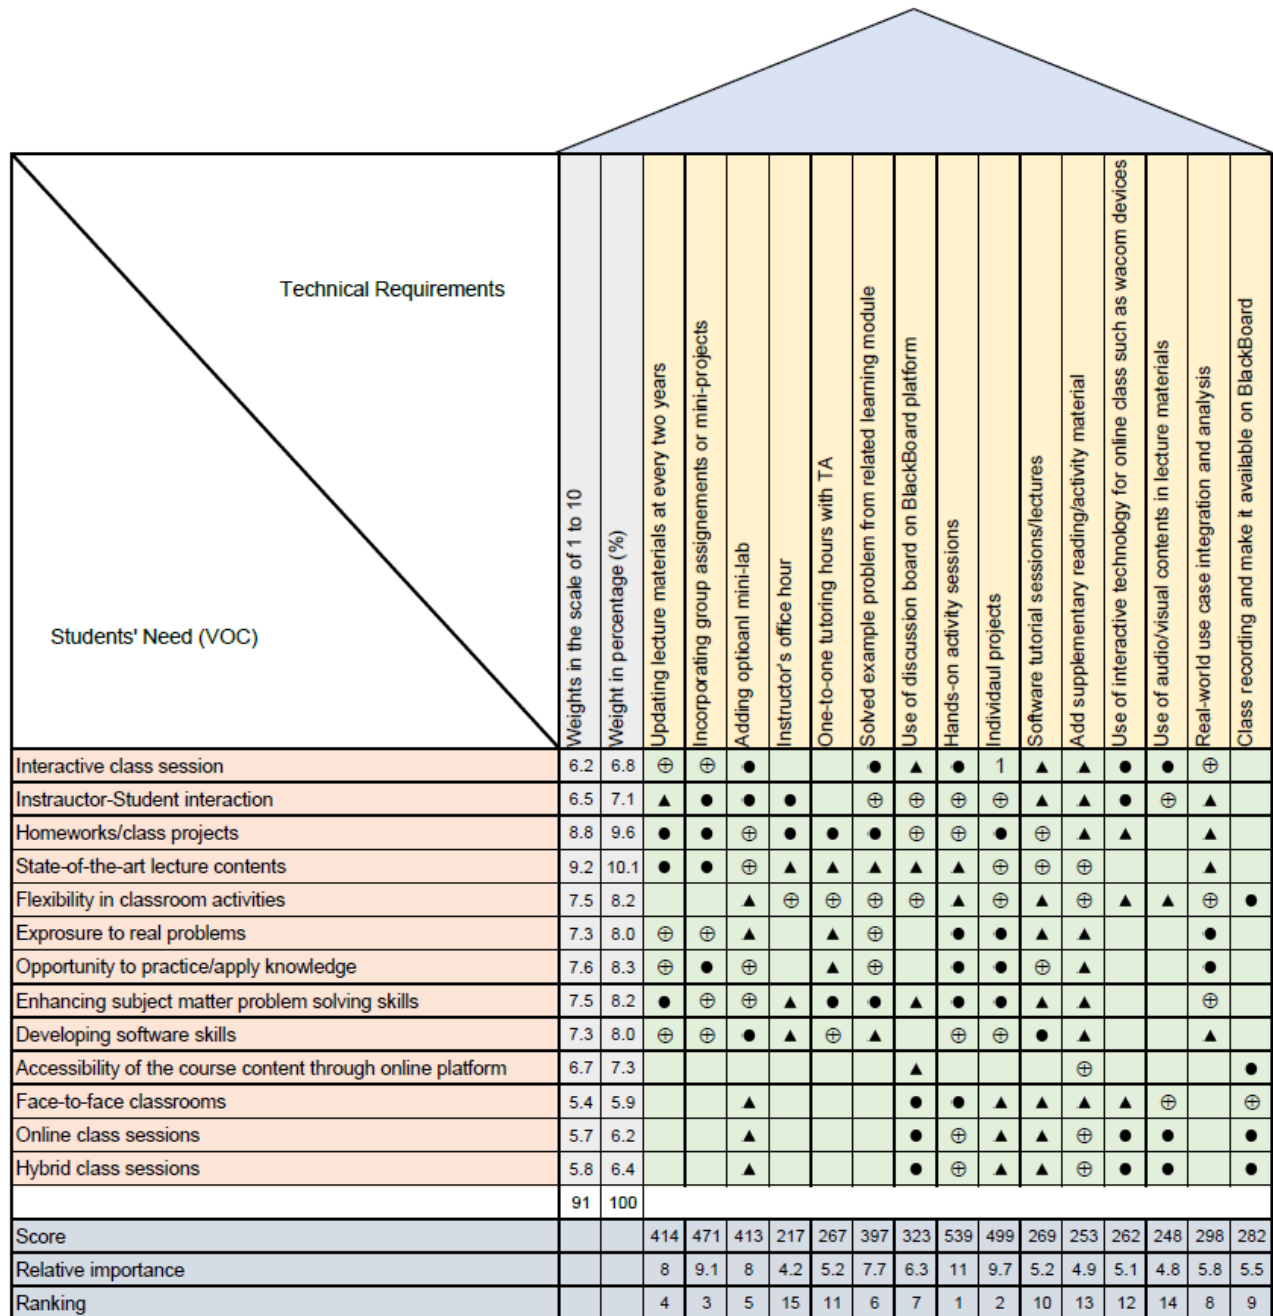 Technical Requirements
Students' Need (VOC)
Weights in the scale of 1 to 10
Weight in percentage (%)
Updating lecture materials at every two years
Incorporating group assignements or mini-projects
Adding optioanl mini-lab
Instructor's office hour
One-to-one tutoring hours with TA
Solved example problem from related learning module
Use of discussion board on BlackBoard platform
Hands-on activity sessions
Individaul projects
Software tutorial sessions/lectures
Add supplementary reading/activity material
Use of interactive technology for online class such as wacom devices
Use of audio/visual contents in lecture materials
Real-world use case integration and analysis
Class recording and make it available on BlackBoard
Interactive class session 6.2 6.8 ⊕ ⊕ ● ● ▲ ● 1 ▲ ▲ ● ● ⊕
Instrauctor-Student interaction 6.5 7.1 ▲ ● ● ● ⊕ ⊕ ⊕ ⊕ ▲ ▲ ● ⊕ ▲
Homeworks/class projects 8.8 9.6 ● ● ⊕ ● ● ● ⊕ ⊕ ● ⊕ ▲ ▲ ▲
State-of-the-art lecture contents 9.2 10.1 ● ● ⊕ ▲ ▲ ▲ ▲ ▲ ⊕ ⊕ ⊕ ▲
Flexibility in classroom activities 7.5 8.2 ▲ ⊕ ⊕ ⊕ ⊕ ▲ ⊕ ▲ ⊕ ▲ ▲ ⊕ ●
Exposure to real problems 7.3 8.0 ⊕ ⊕ ▲ ▲ ⊕ ● ● ▲ ▲ ●
Opportunity to practice/apply knowledge 7.6 8.3 ⊕ ● ⊕ ▲ ⊕ ● ● ⊕ ▲ ●
Enhancing subject matter problem solving skills 7.5 8.2 ● ⊕ ⊕ ▲ ● ● ▲ ● ● ▲ ▲ ⊕
Developing software skills 7.3 8.0 ⊕ ⊕ ● ▲ ⊕ ▲ ⊕ ⊕ ● ▲ ▲
Accessibility of the course content through online platform 6.7 7.3 ▲ ⊕ ●
Face-to-face classrooms 5.4 5.9 ▲ ● ● ▲ ▲ ▲ ▲ ⊕ ⊕
Online class sessions 5.7 6.2 ▲ ● ⊕ ▲ ▲ ⊕ ● ● ●
Hybrid class sessions 5.8 6.4 ▲ ● ⊕ ▲ ▲ ⊕ ● ● ●
91 100
Score 414 471 413 217 267 397 323 539 499 269 253 262 248 298 282
Relative importance 8 9.1 8 4.2 5.2 7.7 6.3 11 9.7 5.2 4.9 5.1 4.8 5.8 5.5
Ranking 4 3 5 15 11 6 7 1 2 10 13 12 14 8 9